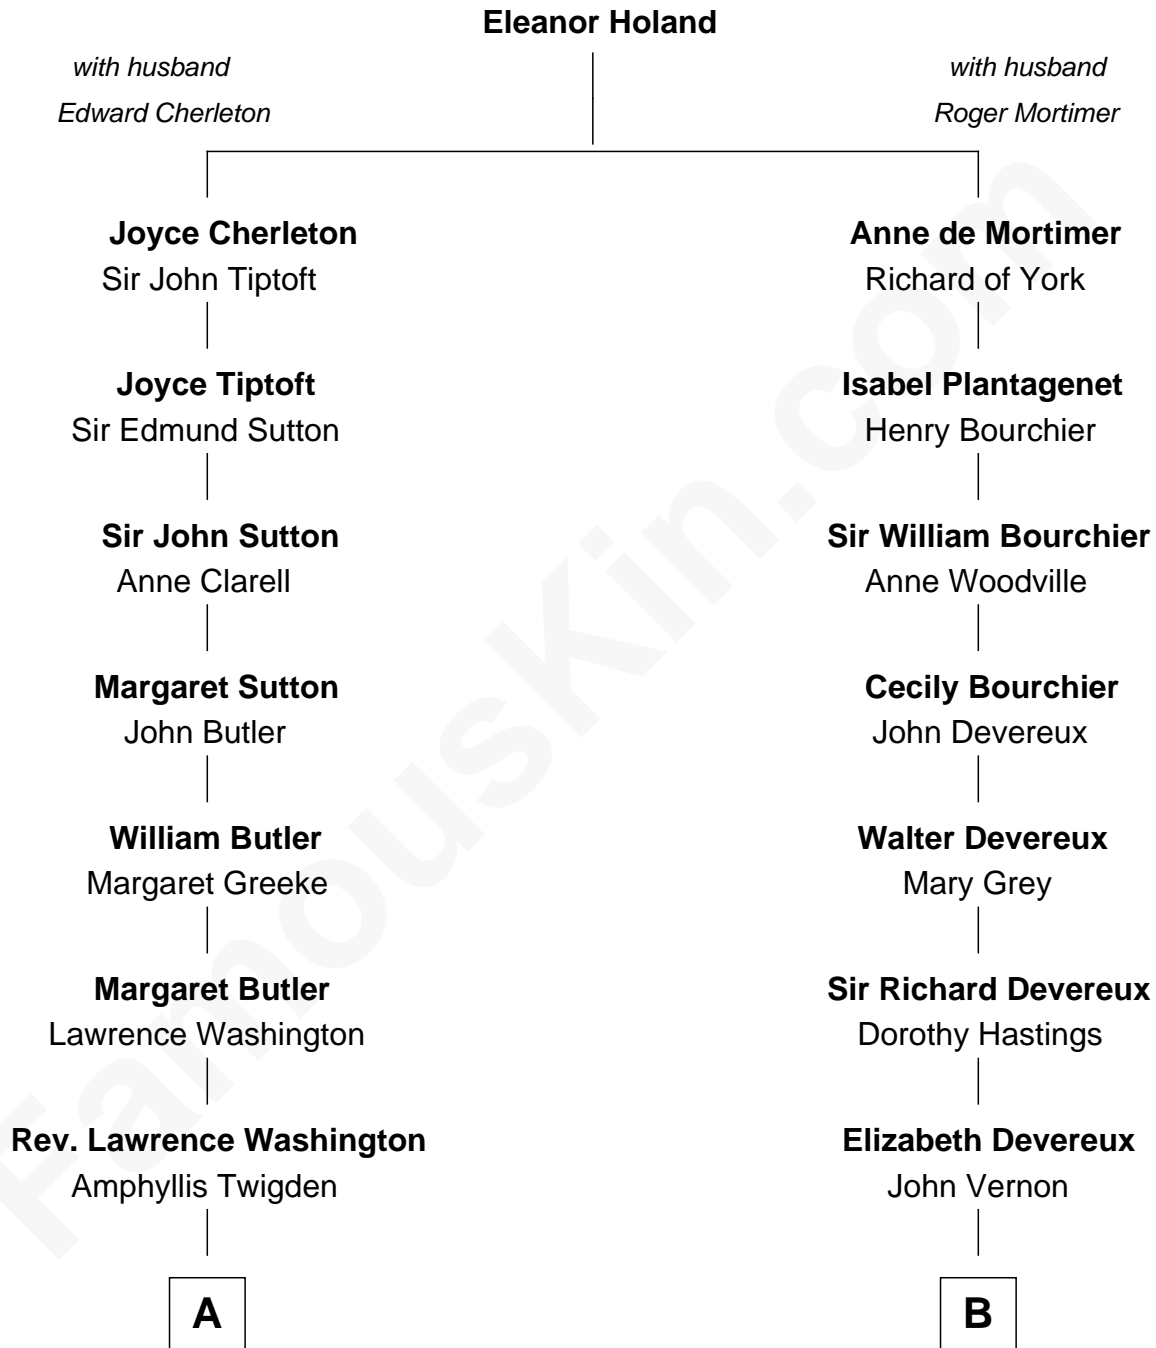 Eleanor Holand
with husband
Edward Cherleton
with husband
Roger Mortimer
Joyce Cherleton
Sir John Tiptoft
Anne de Mortimer
Richard of York
Joyce Tiptoft
Sir Edmund Sutton
Isabel Plantagenet
Henry Bourchier
Sir John Sutton
Anne Clarell
Sir William Bourchier
Anne Woodville
Margaret Sutton
John Butler
Cecily Bourchier
John Devereux
William Butler
Margaret Greeke
Walter Devereux
Mary Grey
Margaret Butler
Lawrence Washington
Sir Richard Devereux
Dorothy Hastings
Rev. Lawrence Washington
Amphyllis Twigden
Elizabeth Devereux
John Vernon
A
B
FamousKin.com